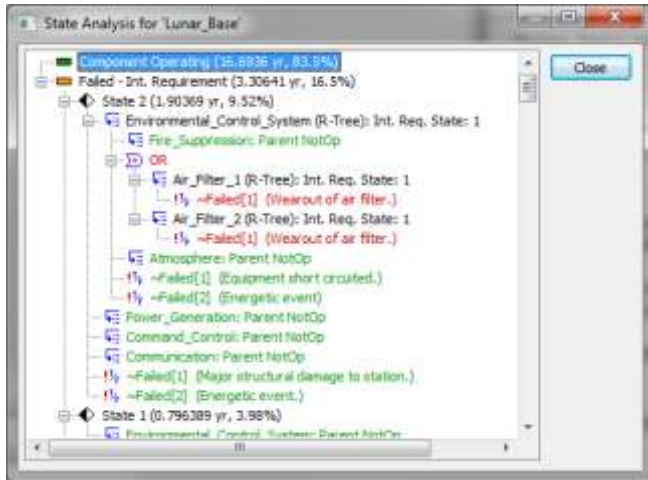 State Analysis for 'Lunar_Base'
Close
Component Operating (16.6936 yr, 83.5%)
Failed - Int. Requirement (3.30641 yr, 16.5%)
State 2 (1.90369 yr, 9.52%)
Environmental_Control_System (R-Tree): Int. Req. State: 1
Fire_Suppression: Parent NotOp
OR
Air_Filter_1 (R-Tree): Int. Req. State: 1
~Failed[1] (Wearout of air filter.)
Air_Filter_2 (R-Tree): Int. Req. State: 1
~Failed[1] (Wearout of air filter.)
Atmosphere: Parent NotOp
~Failed[1] (Equipment short circuited.)
~Failed[2] (Energetic event)
Power_Generation: Parent NotOp
Command_Control: Parent NotOp
Communication: Parent NotOp
~Failed[1] (Major structural damage to station.)
~Failed[2] (Energetic event.)
State 1 (0.796389 yr, 3.98%)
Environmental_Control_System: Parent NotOp